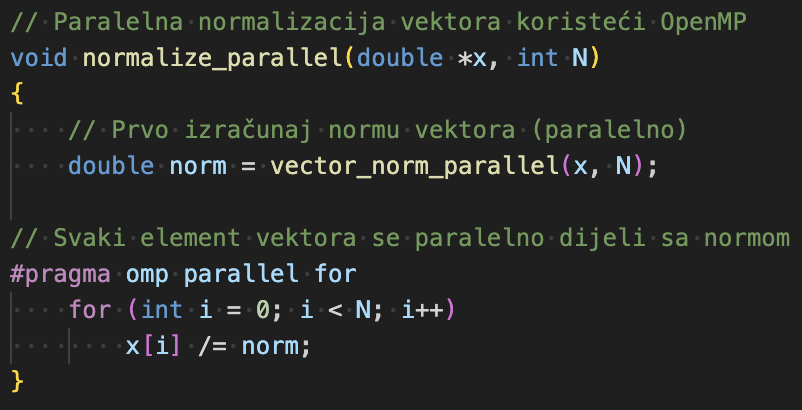 // Paralelna normalizacija vektora koristeći OpenMP
void normalize_parallel(double *x, int N)
{
    // Prvo izračunaj normu vektora (paralelno)
    double norm = vector_norm_parallel(x, N);

// Svaki element vektora se paralelno dijeli sa normom
#pragma omp parallel for
    for (int i = 0; i < N; i++)
        x[i] /= norm;
}